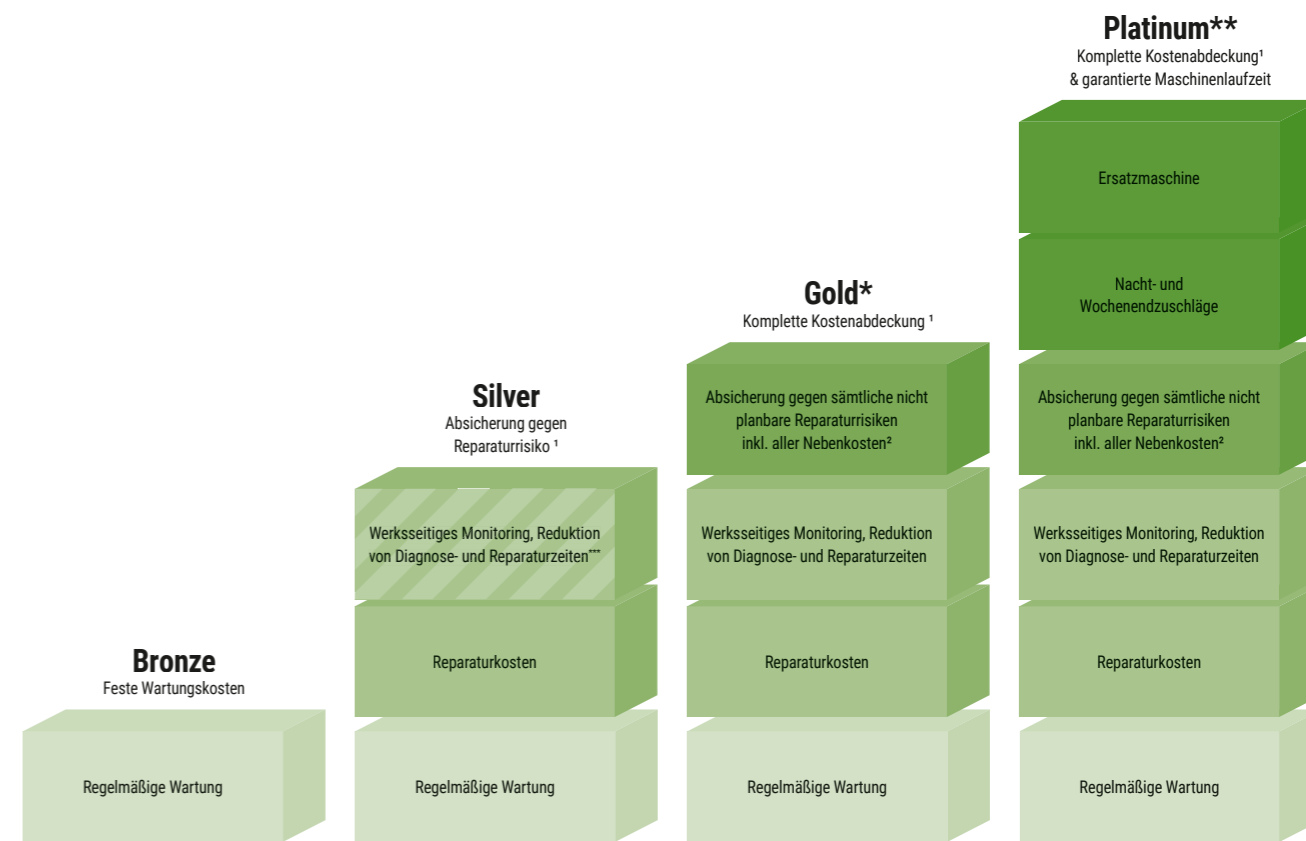 Platinum**
Komplette Kostenabdeckung¹
& garantierte Maschinenlaufzeit
Ersatzmaschine
Nacht- und
Wochenendzuschläge
Absicherung gegen sämtliche nicht
planbare Reparaturrisiken
inkl. aller Nebenkosten²
Werksseitiges Monitoring, Reduktion
von Diagnose- und Reparaturzeiten
Reparaturkosten
Regelmäßige Wartung
Gold*
Komplette Kostenabdeckung ¹
Absicherung gegen sämtliche nicht
planbare Reparaturrisiken
inkl. aller Nebenkosten²
Werksseitiges Monitoring, Reduktion
von Diagnose- und Reparaturzeiten
Reparaturkosten
Regelmäßige Wartung
Silver
Absicherung gegen
Reparaturrisiko ¹
Werksseitiges Monitoring, Reduktion
von Diagnose- und Reparaturzeiten***
Reparaturkosten
Regelmäßige Wartung
Bronze
Feste Wartungskosten
Regelmäßige Wartung